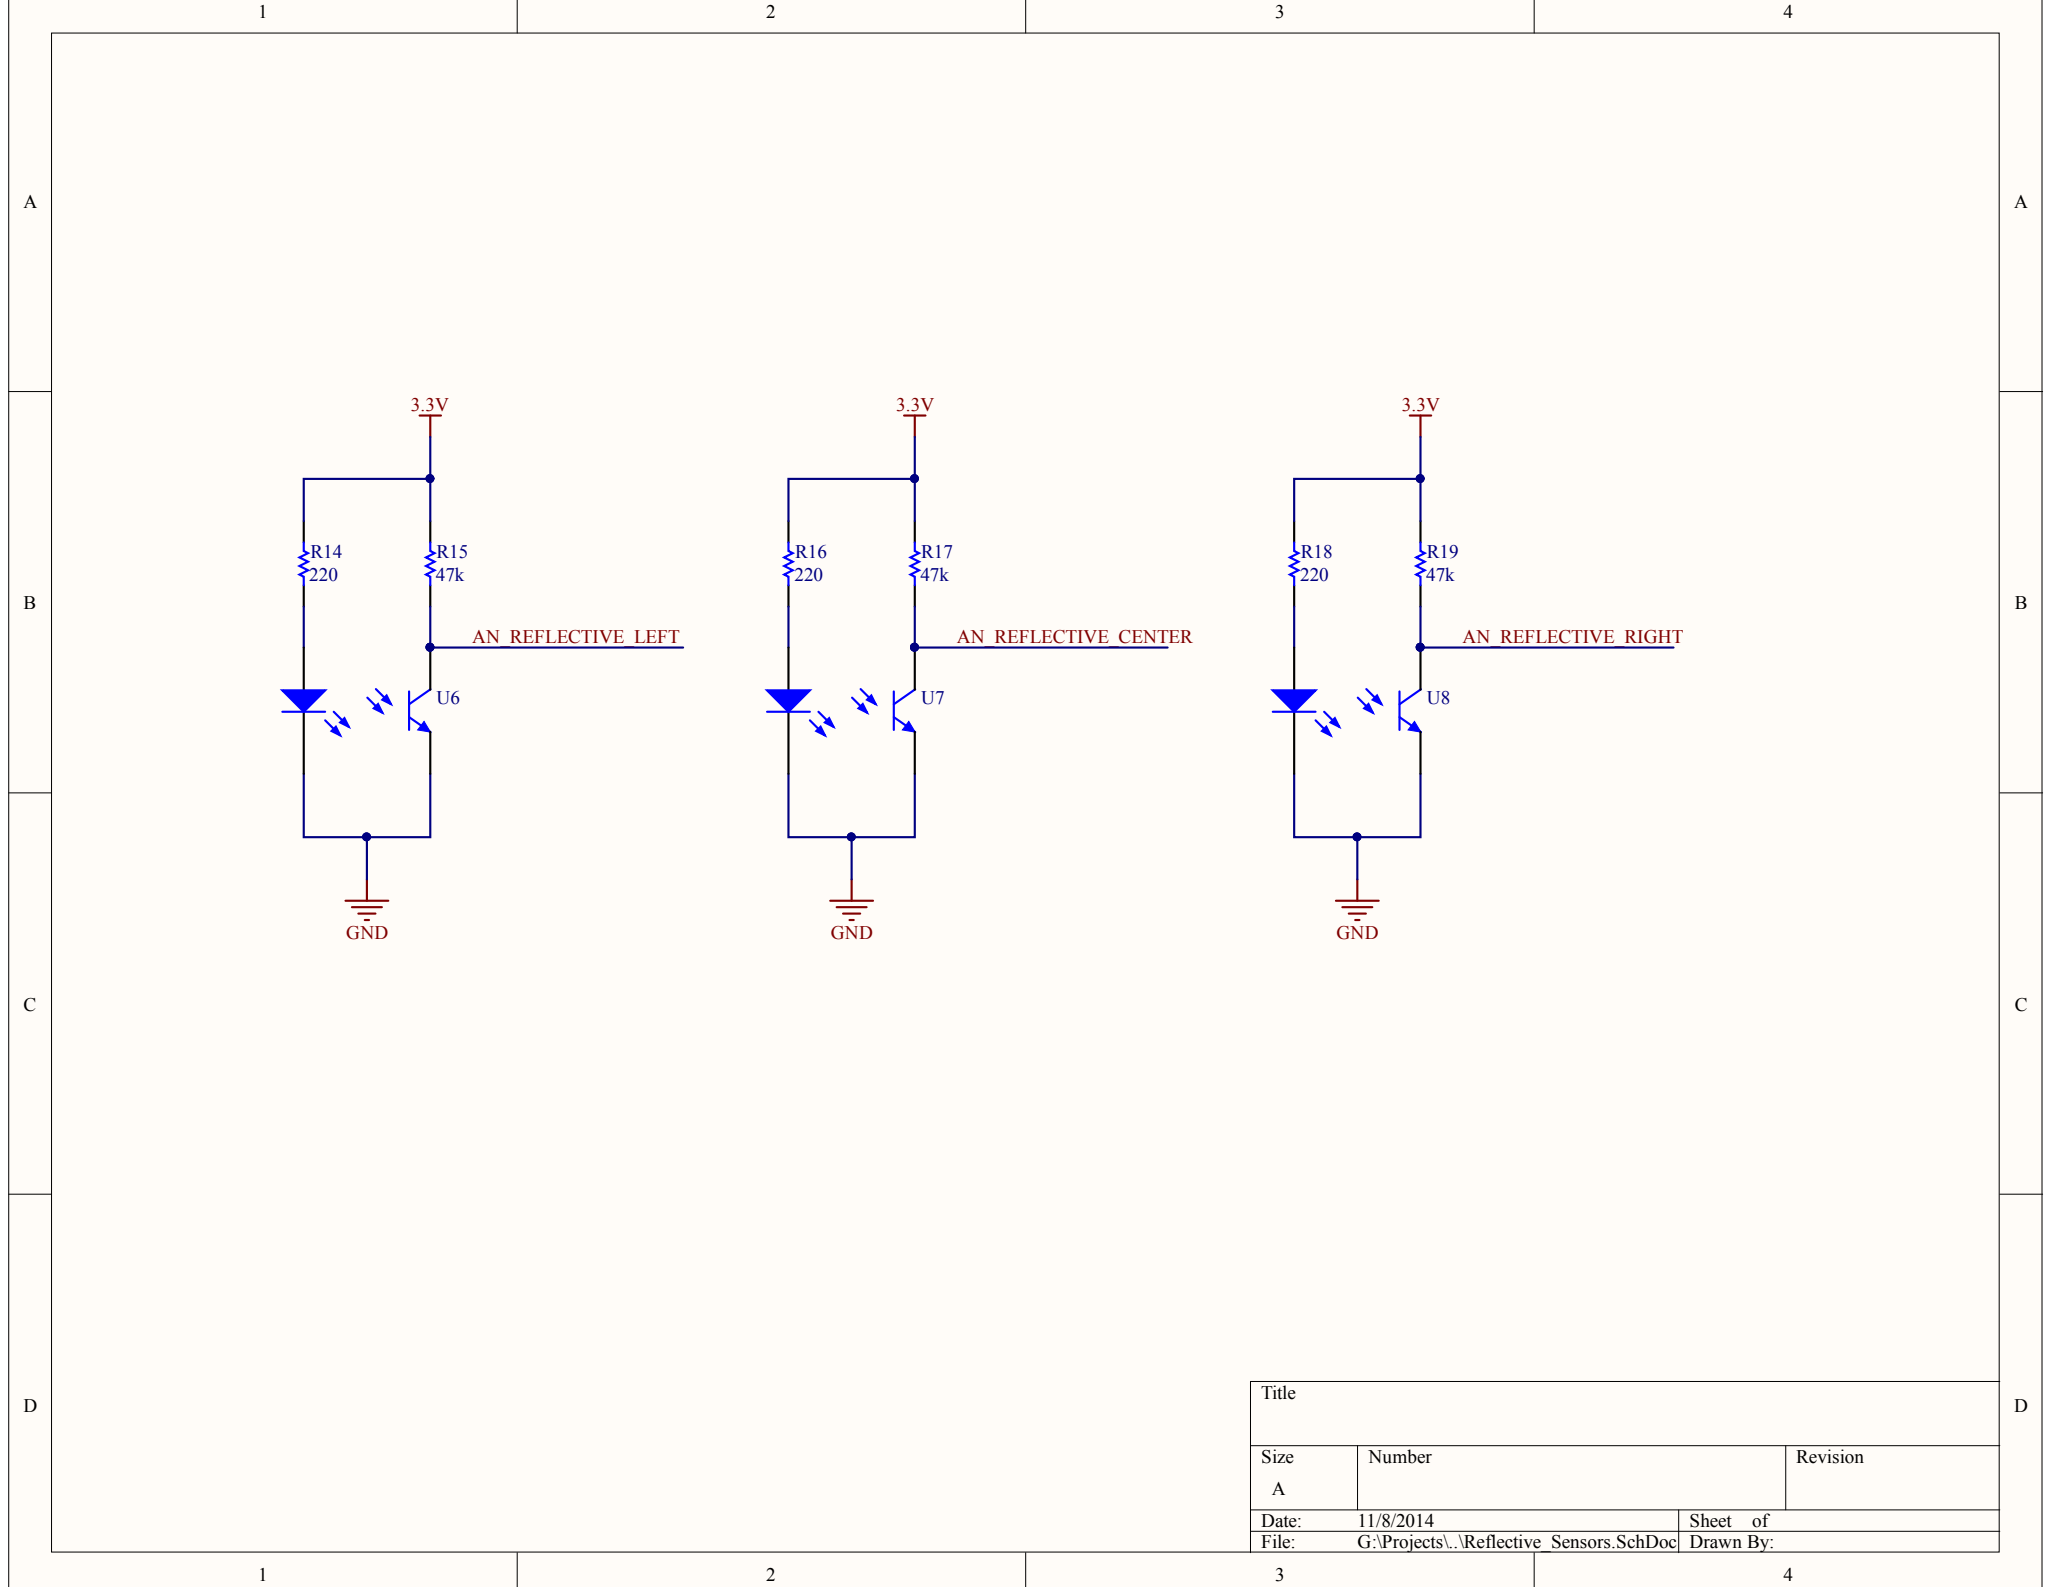 1 2 3 4
A A
3.3V 3.3V 3.3V
R14 R15 R16 R17 R18 R19
220 47k 220 47k 220 47k
B B
AN_REFLECTIVE_LEFT AN_REFLECTIVE_CENTER AN_REFLECTIVE_RIGHT
U6 U7 U8
GND GND GND
C C
Title
D D
Size Number Revision
A
Date: 11/8/2014 Sheet of
File: G:\Projects\..\Reflective_Sensors.SchDoc Drawn By:
1 2 3 4